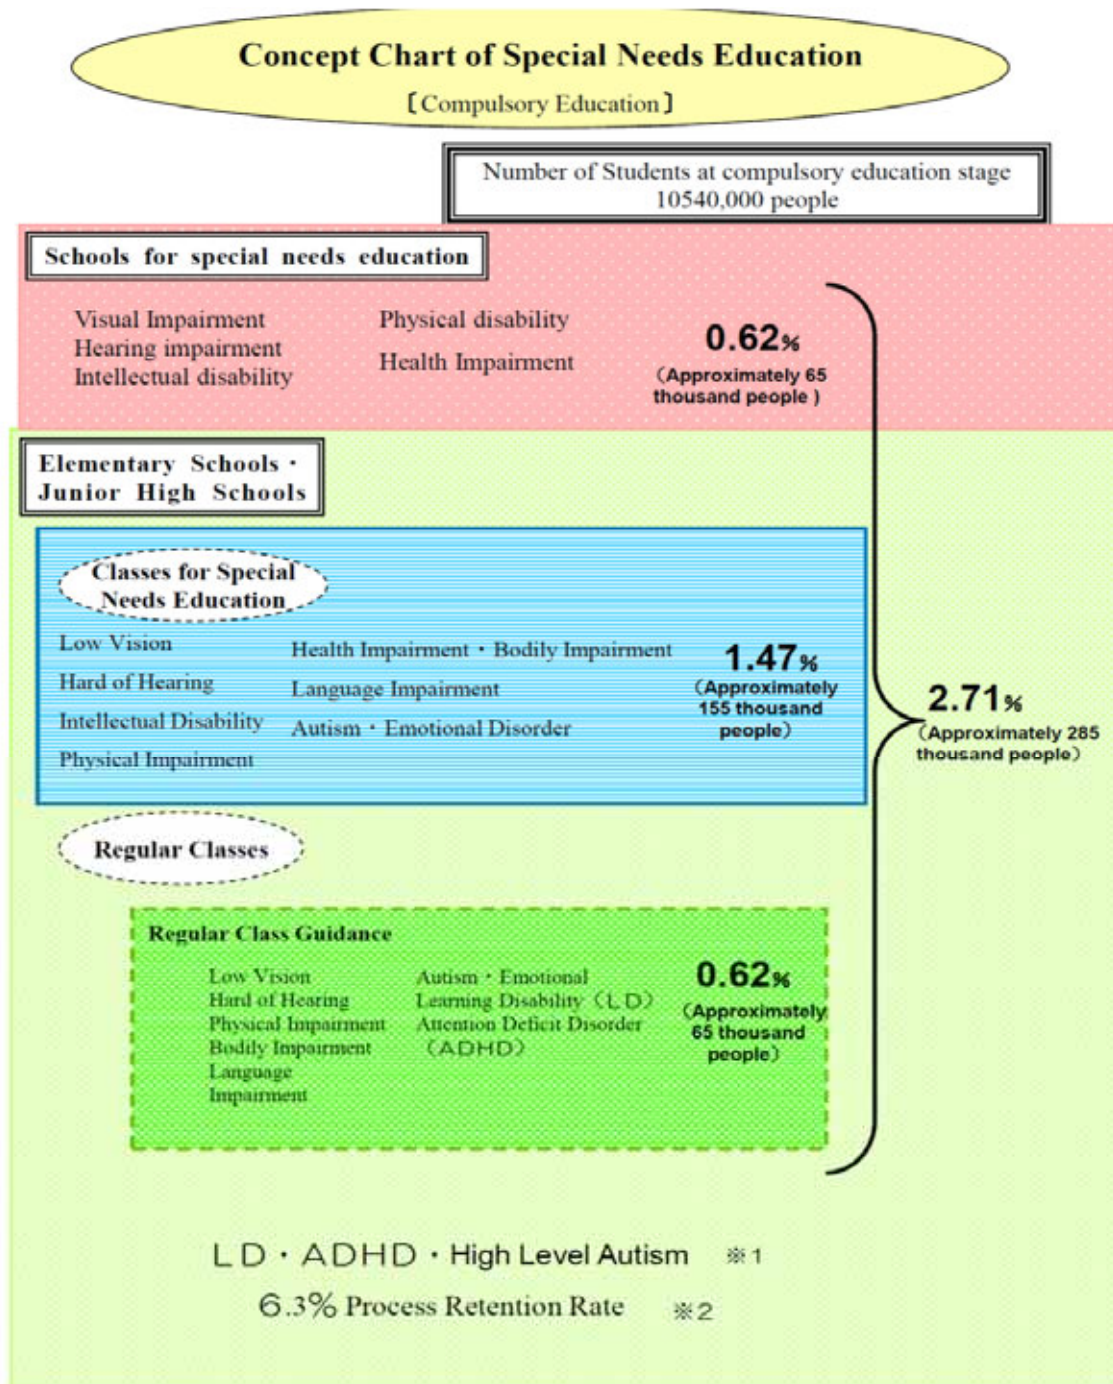 Concept Chart of Special Needs Education
〔Compulsory Education〕
Number of Students at compulsory education stage
10540,000 people
Schools for special needs education
Visual Impairment
Hearing impairment
Intellectual disability
Physical disability
Health Impairment
0.62%
(Approximately 65
thousand people )
Elementary Schools・
Junior High Schools
Classes for Special
Needs Education
Low Vision
Hard of Hearing
Intellectual Disability
Physical Impairment
Health Impairment・Bodily Impairment
Language Impairment
Autism・Emotional Disorder
1.47%
(Approximately
155 thousand
people)
2.71%
(Approximately 285
thousand people)
Regular Classes
Regular Class Guidance
Low Vision
Hard of Hearing
Physical Impairment
Bodily Impairment
Language
Impairment
Autism・Emotional
Learning Disability（ＬＤ）
Attention Deficit Disorder
（ADHD）
0.62%
(Approximately
65 thousand
people)
ＬＤ・ADHD・High Level Autism ※1
6.3% Process Retention Rate ※2